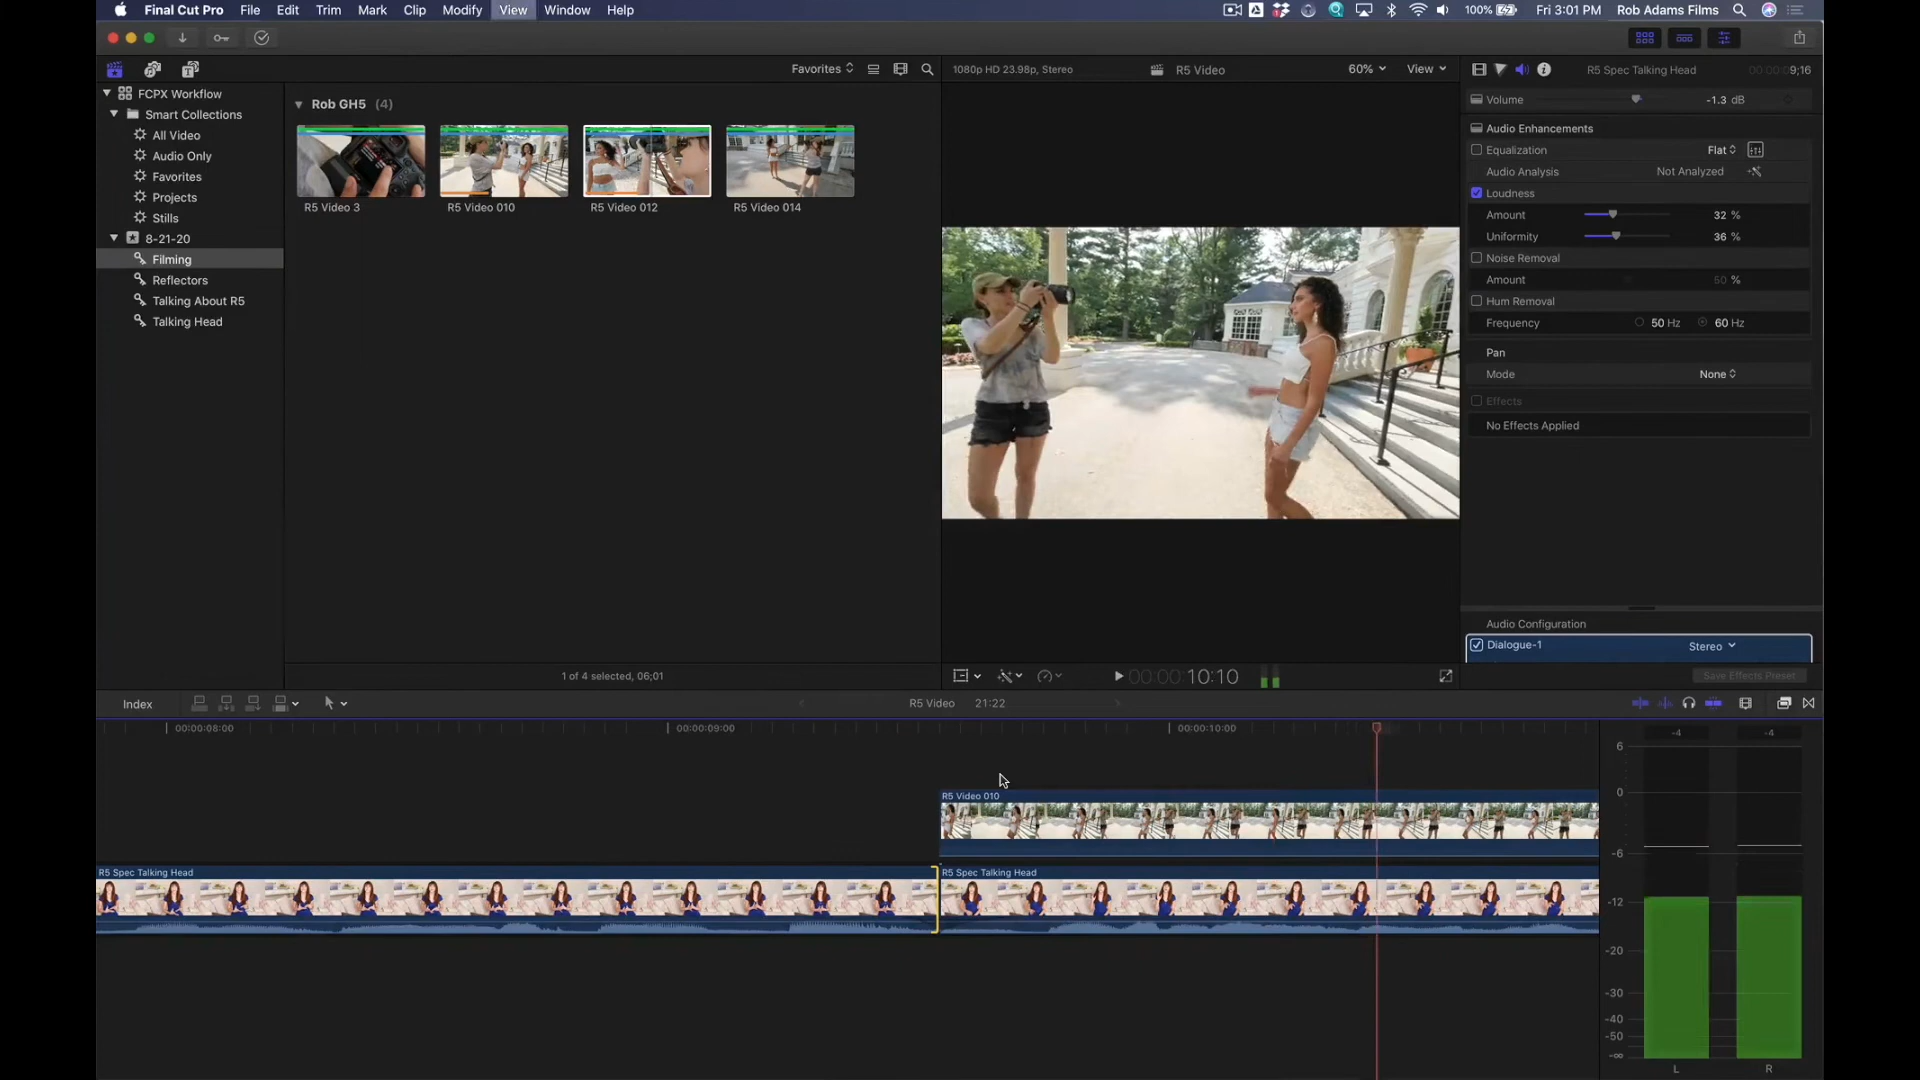 Final Cut Pro File Edit Trim Mark Clip Modify View Window Help 100% Fri 3:01 PM Rob Adams Films
Favorites
1080p HD 23.98p, Stereo R5 Video 60% View
R5 Spec Talking Head 00:00:09;16
FCPX Workflow
Smart Collections
All Video
Audio Only
Favorites
Projects
Stills
8-21-20
Filming
Reflectors
Talking About R5
Talking Head
Rob GH5 (4)
R5 Video 3 R5 Video 010 R5 Video 012 R5 Video 014
1 of 4 selected, 06;01
Volume -1.3 dB
Audio Enhancements
Equalization Flat
Audio Analysis Not Analyzed
Loudness
Amount 32 %
Uniformity 36 %
Noise Removal
Amount 50 %
Hum Removal
Frequency 50 Hz 60 Hz
Pan
Mode None
Effects
No Effects Applied
Audio Configuration
Dialogue-1 Stereo
Save Effects Preset
00:00:10:10
Index R5 Video 21:22
00:00:08:00 00:00:09:00 00:00:10:00
R5 Video 010
R5 Spec Talking Head R5 Spec Talking Head
-4 -4
6
0
-6
-12
-20
-30
-40
-50
-∞
L R